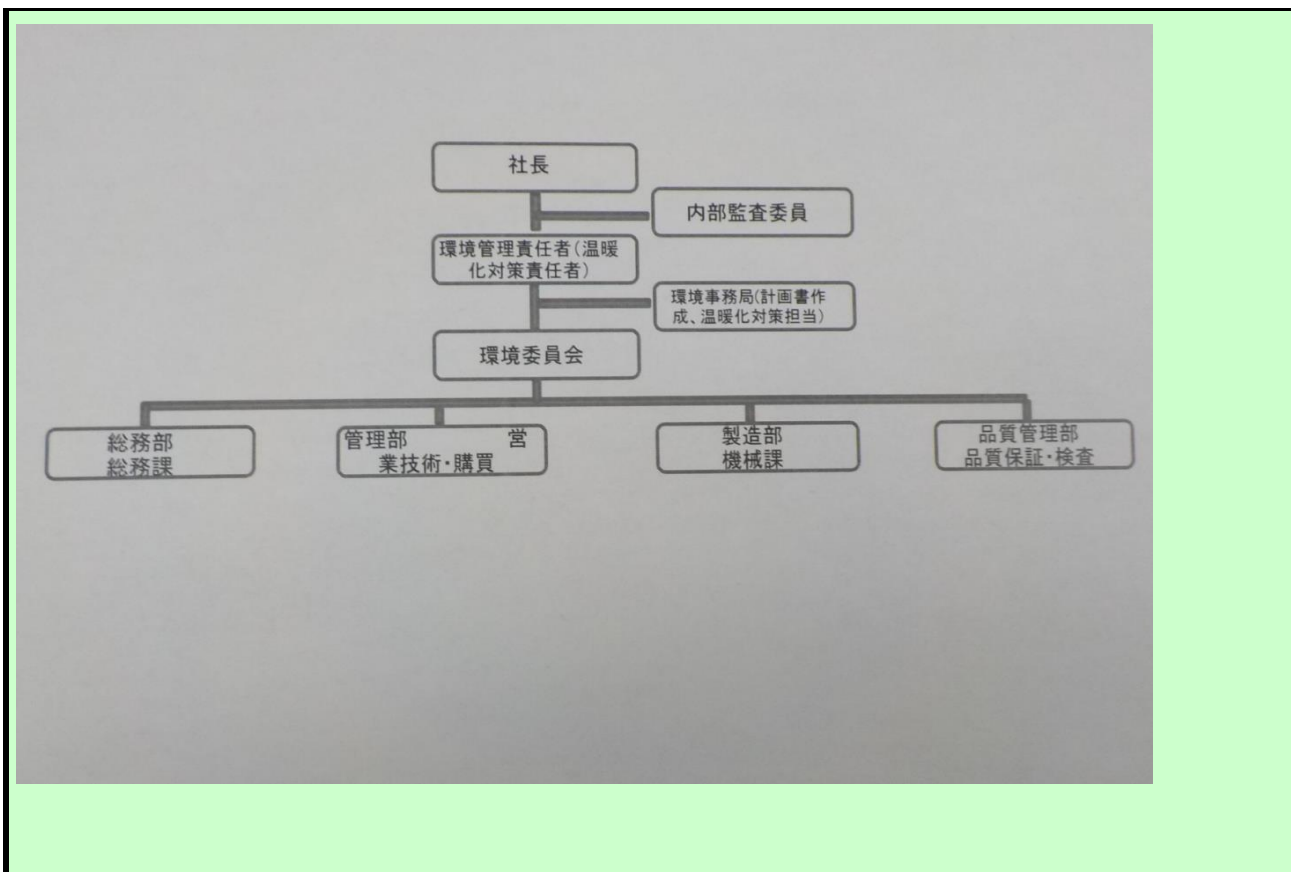 社長
内部監査委員
環境管理責任者(温暖
化対策責任者)
環境事務局(計画書作
成、温暖化対策担当)
環境委員会
総務部
総務課
管理部 営
業技術・購買
製造部
機械課
品質管理部
品質保証・検査